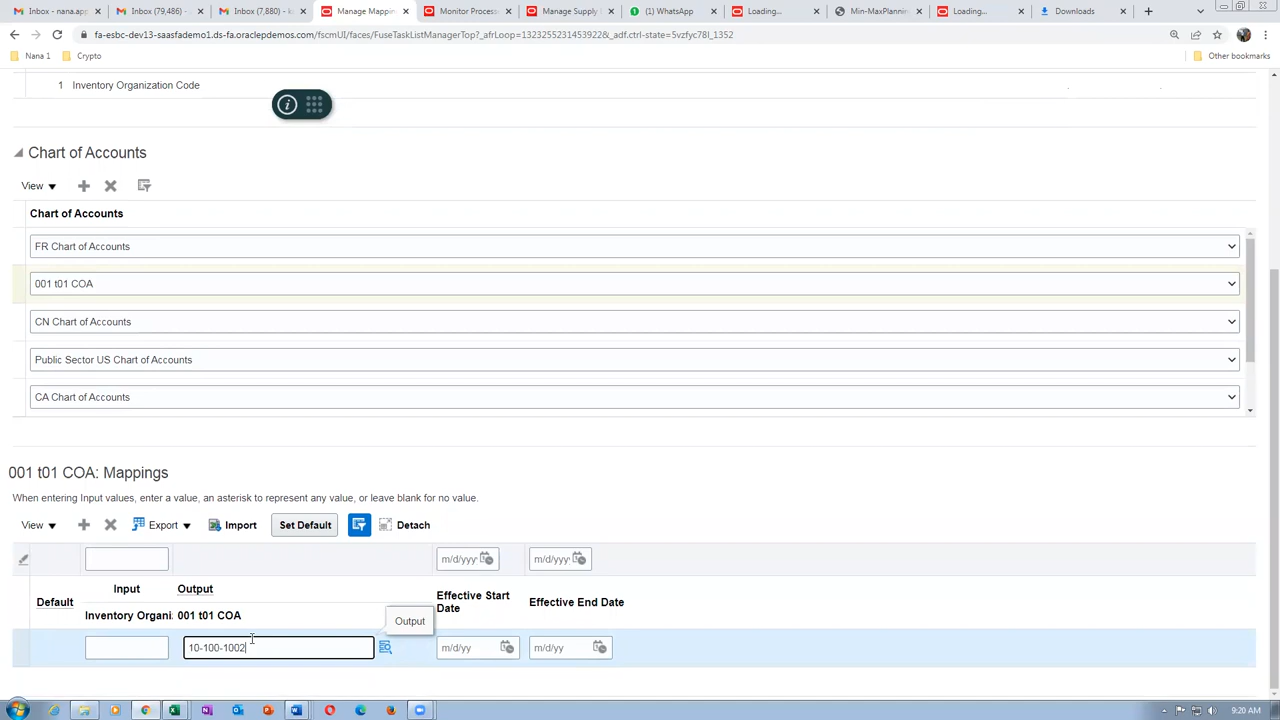 Inbox - nana.app
Inbox (79,486) -
Inbox (7,880) - k
Manage Mappin
Monitor Process
Manage Supply
(1) WhatsApp
Loading...
Min-MaxPlanning
Loading...
Downloads
fa-esbc-dev13-saasfademo1.ds-fa.oraclepdemos.com/fscmUI/faces/FuseTaskListManagerTop?_afrLoop=13232552314539228&_adf.ctrl-state=5vzfyc78l_1352
Nana 1
Crypto
Other bookmarks
1 Inventory Organization Code
Chart of Accounts
View
Chart of Accounts
FR Chart of Accounts
001 t01 COA
CN Chart of Accounts
Public Sector US Chart of Accounts
CA Chart of Accounts
001 t01 COA: Mappings
When entering Input values, enter a value, an asterisk to represent any value, or leave blank for no value.
View Export Import Set Default Detach
m/d/yyy m/d/yyy
Input Output
Default Effective Start Date Effective End Date
Inventory Organi: 001 t01 COA
Output
10-100-1002 m/d/yy m/d/yy
9:20 AM